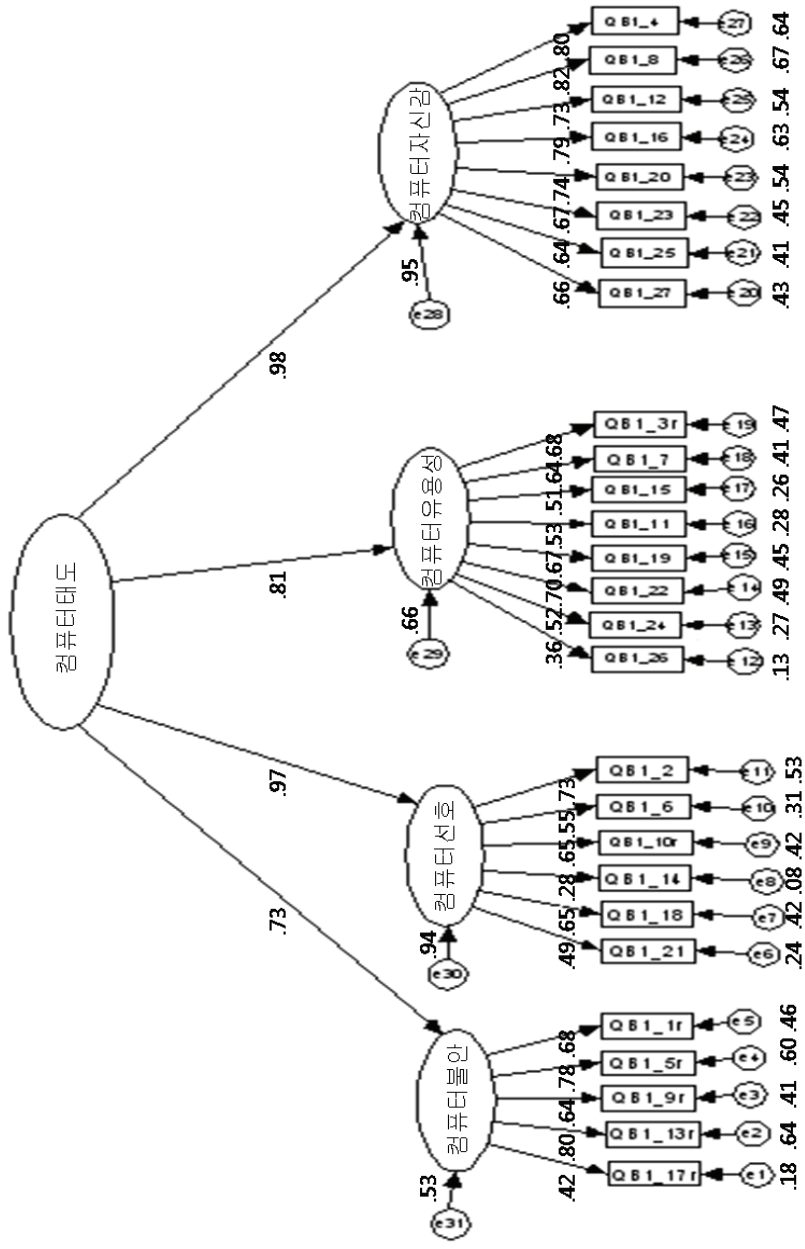 컴퓨터태도
.98
.81
.97
.73
컴퓨터자신감
e28
.95
.80
.82
.73
.79
.74
.67
.64
.66
QB1_4
QB1_8
QB1_12
QB1_16
QB1_20
QB1_23
QB1_25
QB1_27
e27
e26
e25
e24
e23
e22
e21
e20
.64
.67
.54
.63
.54
.45
.41
.43
컴퓨터유용성
e29
.66
.68
.64
.51
.53
.67
.70
.52
.36
QB1_3r
QB1_7
QB1_15
QB1_11
QB1_19
QB1_22
QB1_24
QB1_26
e19
e18
e17
e16
e15
e14
e13
e12
.47
.41
.26
.28
.45
.49
.27
.13
컴퓨터선호
e30
.94
.73
.55
.65
.28
.65
.49
QB1_2
QB1_6
QB1_10r
QB1_14
QB1_18
QB1_21
e11
e10
e9
e8
e7
e6
.53
.31
.42
.08
.42
.24
컴퓨터불안
e31
.53
.68
.78
.64
.80
.42
QB1_1r
QB1_5r
QB1_9r
QB1_13r
QB1_17r
e5
e4
e3
e2
e1
.46
.60
.41
.64
.18